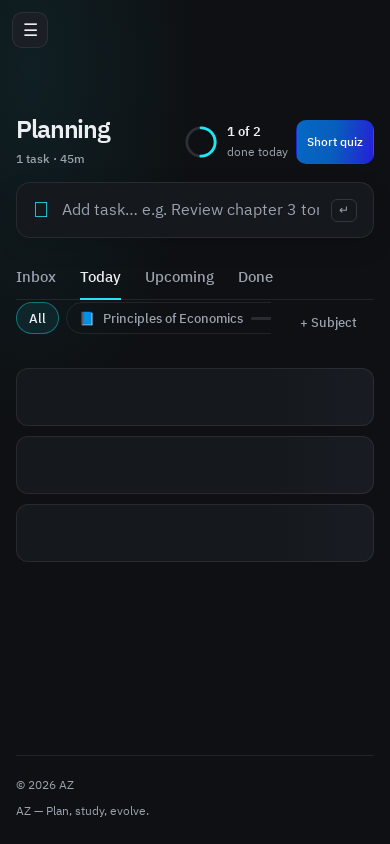 Planning
1 task · 45m
1 of 2
done today
Short quiz
Add task… e.g. Review chapter 3 to
Inbox Today Upcoming Done
All
Principles of Economics
+ Subject
© 2026 AZ
AZ — Plan, study, evolve.